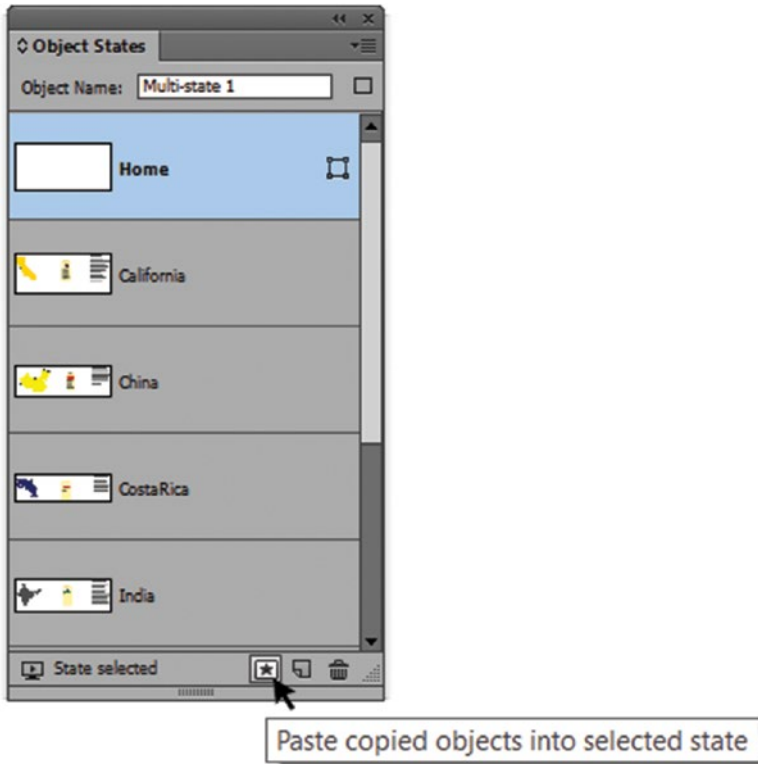 Object States
Object Name: Multi-state 1
Home
California
China
CostaRica
India
State selected
Paste copied objects into selected state